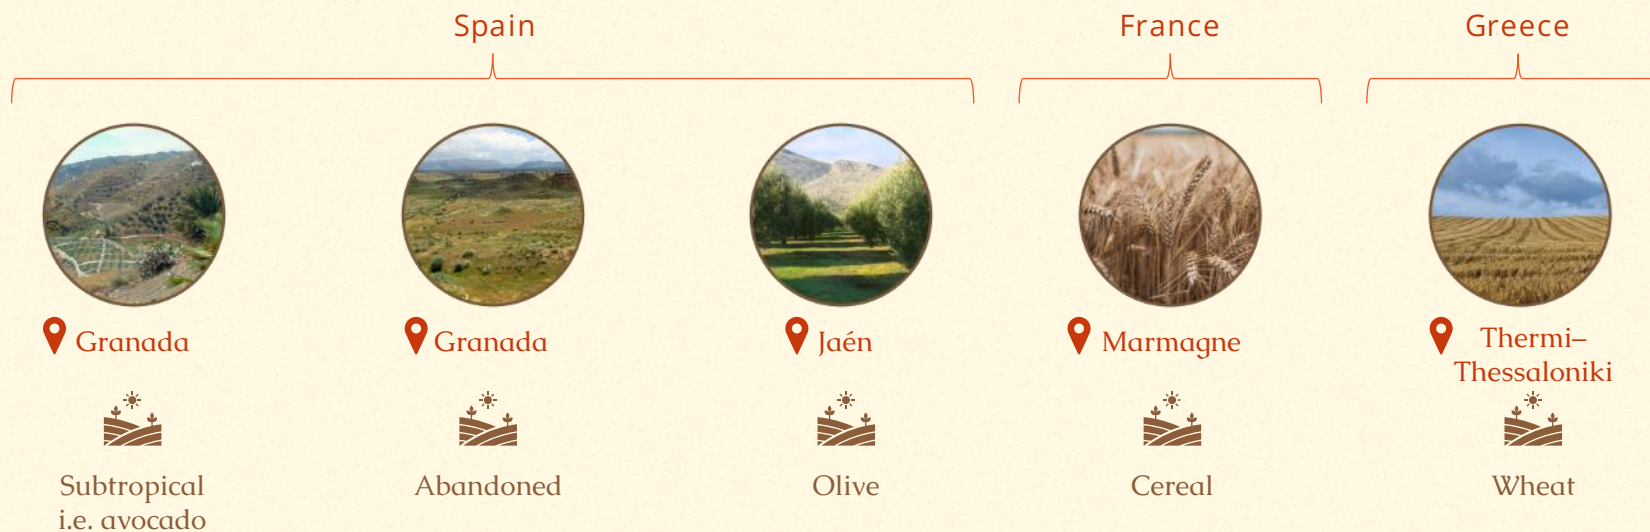 Spain
France
Greece
Granada
Granada
Jaén
Marmagne
Thermi–
Thessaloniki
Subtropical
i.e. avocado
Abandoned
Olive
Cereal
Wheat